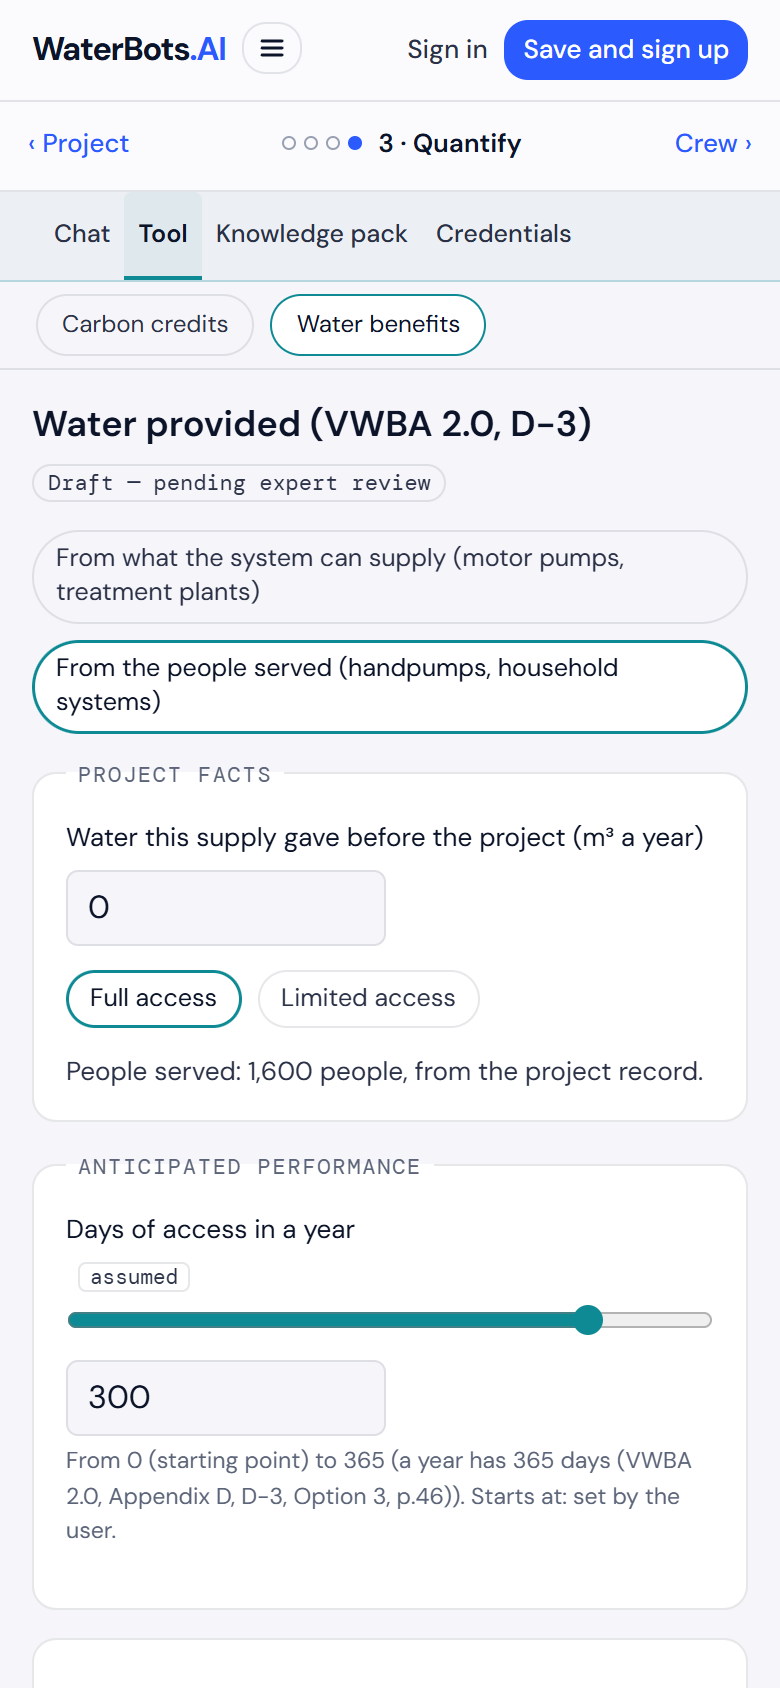 WaterBots.AI
Sign in
Save and sign up
‹ Project
3 · Quantify
Crew ›
Chat
Tool
Knowledge pack
Credentials
Carbon credits
Water benefits
Water provided (VWBA 2.0, D-3)
Draft — pending expert review
From what the system can supply (motor pumps,
treatment plants)
From the people served (handpumps, household
systems)
PROJECT FACTS
Water this supply gave before the project (m³ a year)
0
Full access
Limited access
People served: 1,600 people, from the project record.
ANTICIPATED PERFORMANCE
Days of access in a year
assumed
300
From 0 (starting point) to 365 (a year has 365 days (VWBA
2.0, Appendix D, D-3, Option 3, p.46)). Starts at: set by the
user.